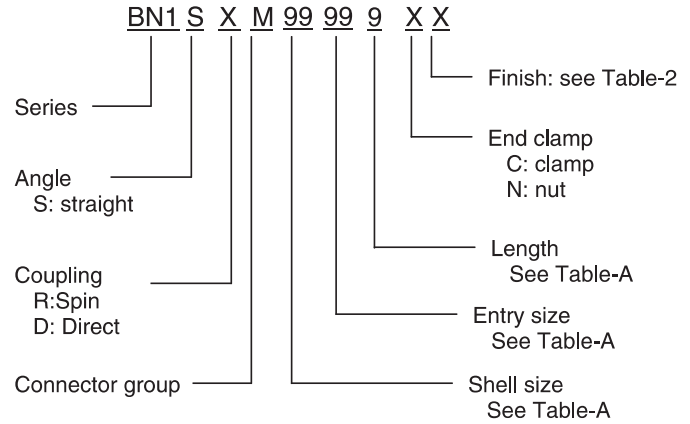 BN1 S X M 99 99 9 X X
Finish: see Table-2
Series
End clamp
C: clamp
N: nut
Angle
S: straight
Length
See Table-A
Coupling
R:Spin
D: Direct
Entry size
See Table-A
Connector group
Shell size
See Table-A